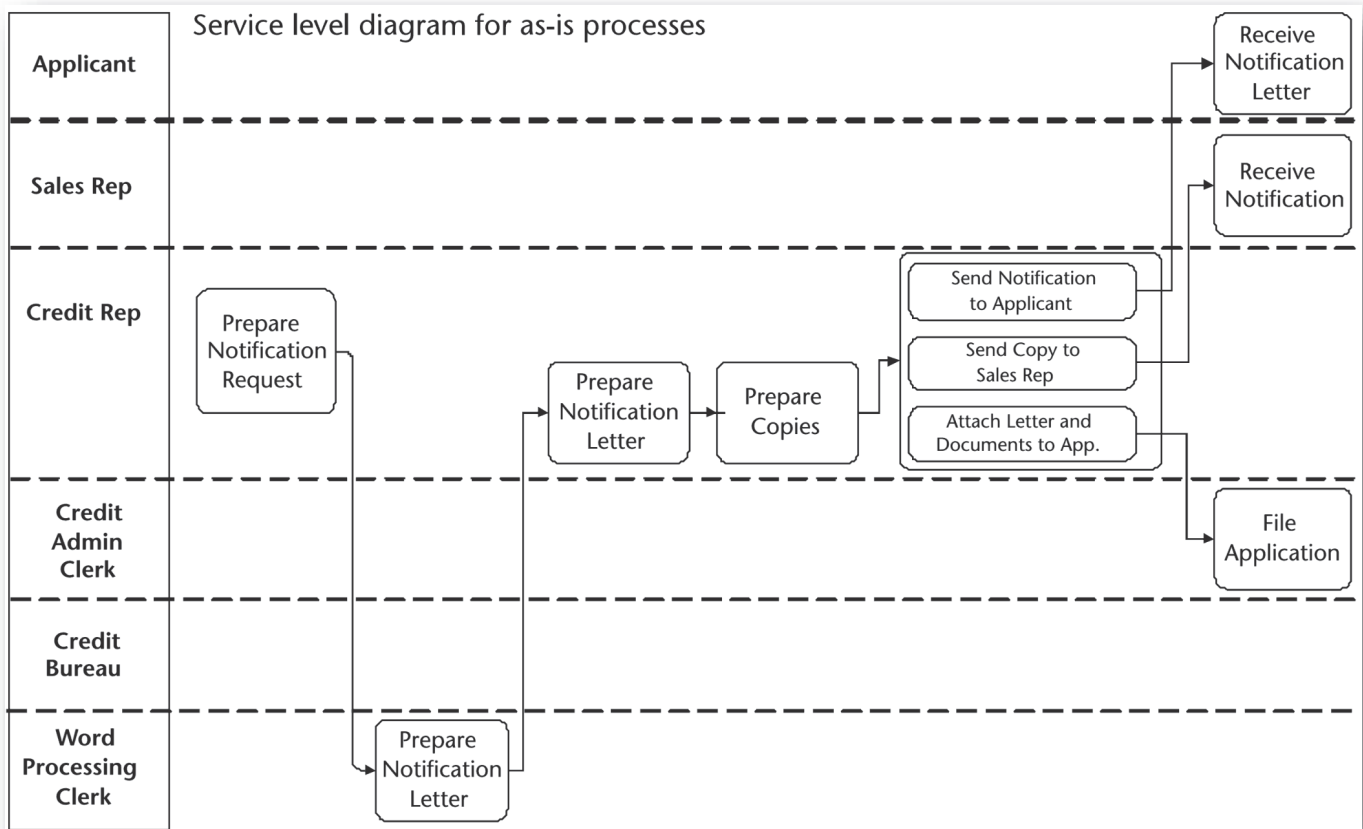 Service level diagram for as-is processes
Applicant
Receive
Notification
Letter
Sales Rep
Receive
Notification
Credit Rep
Prepare
Notification
Request
Prepare
Notification
Letter
Prepare
Copies
Send Notification
to Applicant
Send Copy to
Sales Rep
Attach Letter and
Documents to App.
Credit
Admin
Clerk
File
Application
Credit
Bureau
Word
Processing
Clerk
Prepare
Notification
Letter